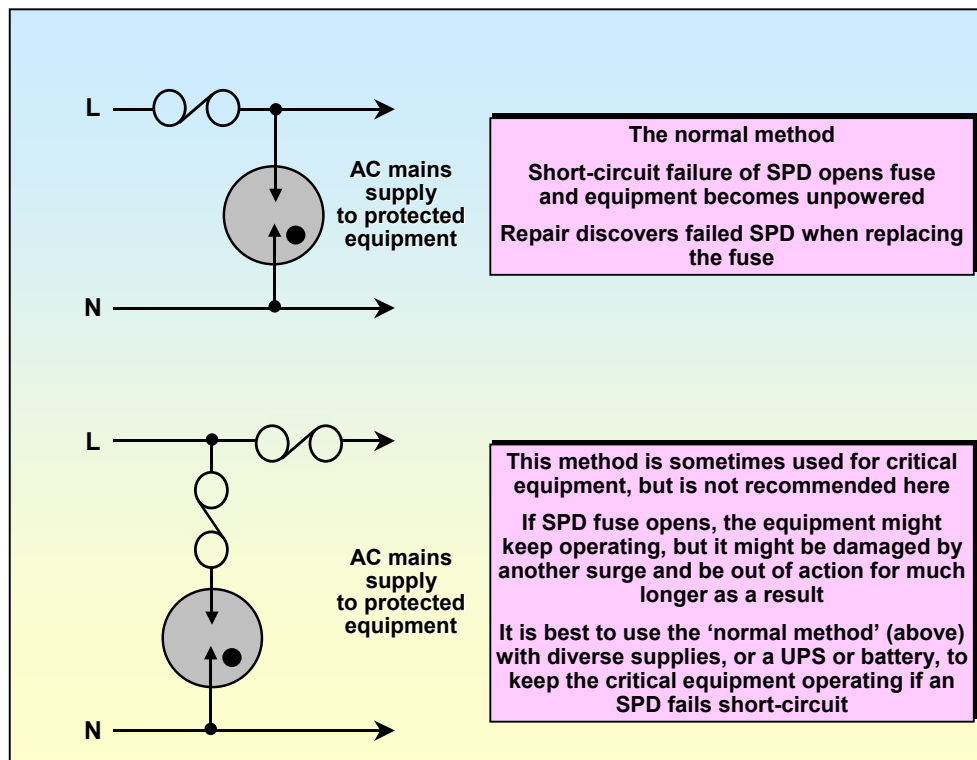 L
AC mains
supply
to protected
equipment
N
The normal method
Short-circuit failure of SPD opens fuse
and equipment becomes unpowered
Repair discovers failed SPD when replacing
the fuse
L
AC mains
supply
to protected
equipment
N
This method is sometimes used for critical
equipment, but is not recommended here
If SPD fuse opens, the equipment might
keep operating, but it might be damaged by
another surge and be out of action for much
longer as a result
It is best to use the ‘normal method’ (above)
with diverse supplies, or a UPS or battery, to
keep the critical equipment operating if an
SPD fails short-circuit